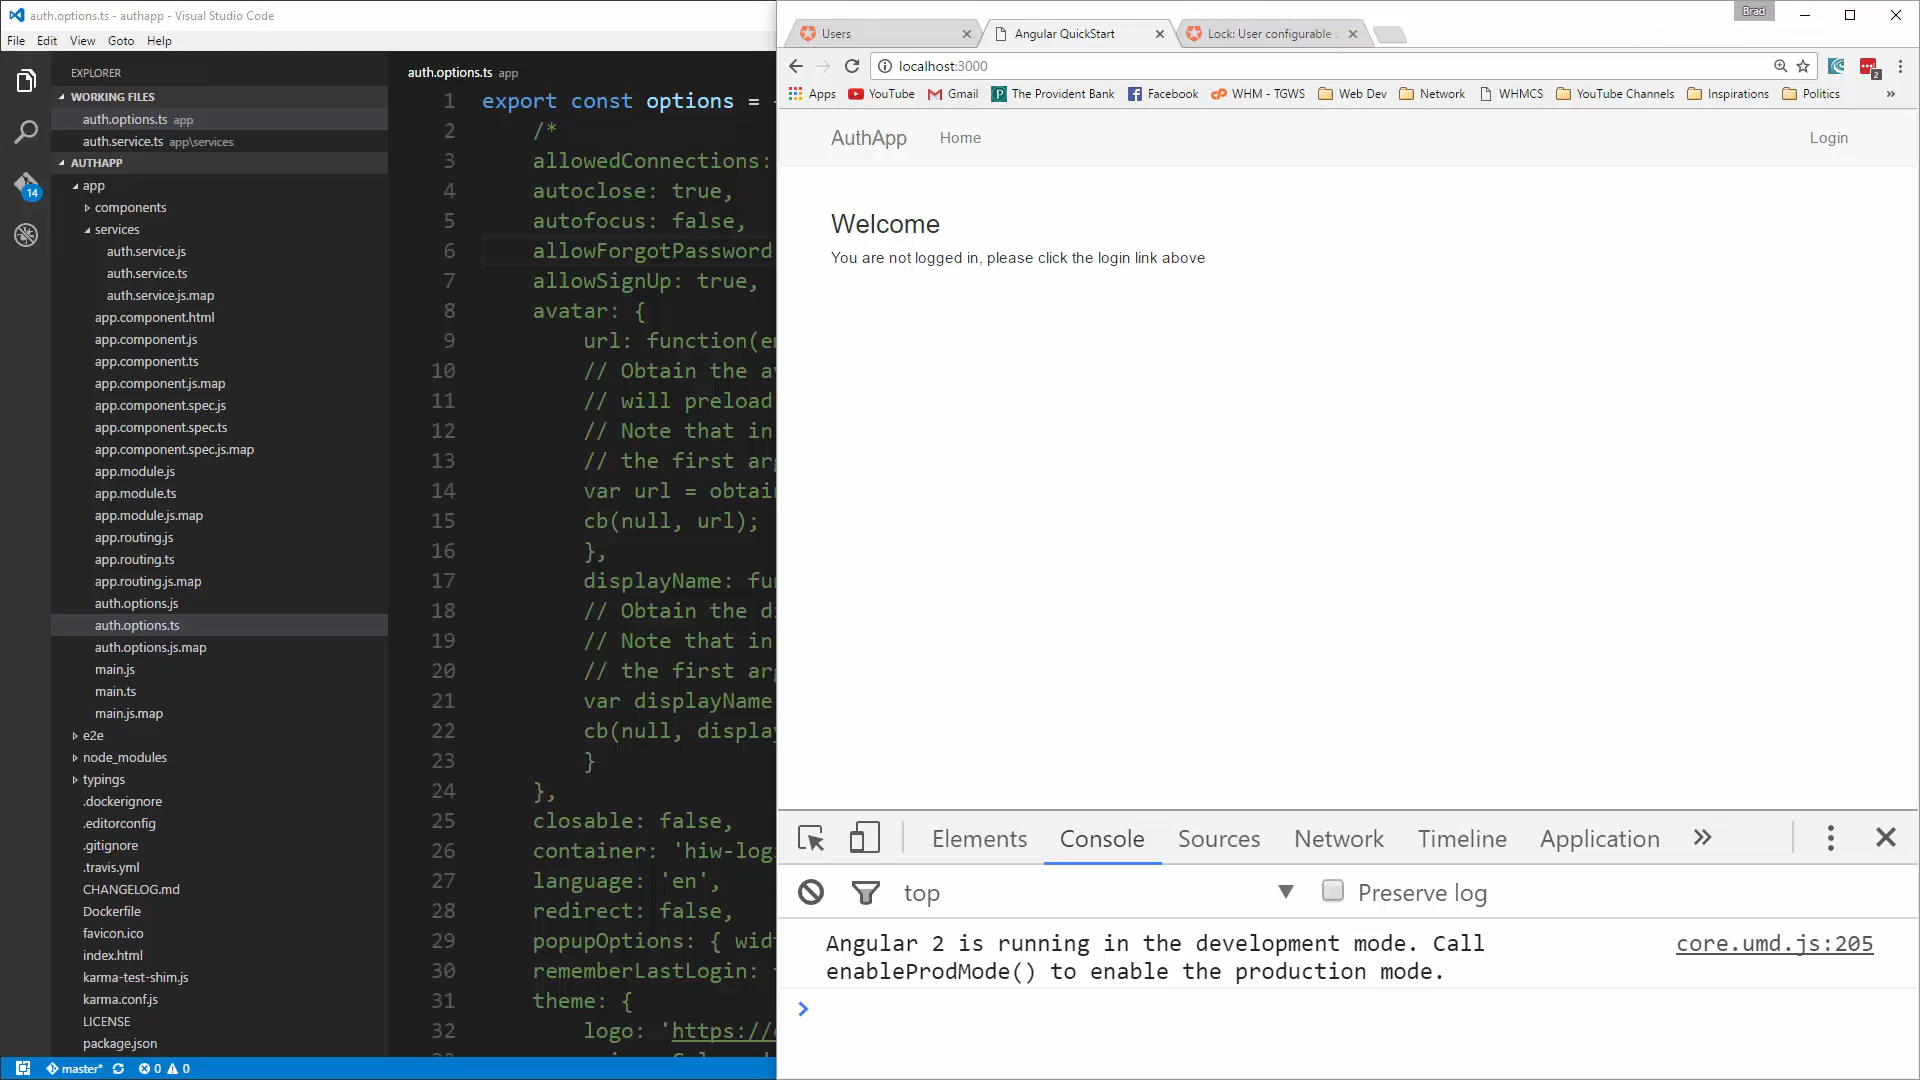 auth.options.ts - authapp - Visual Studio Code
File Edit View Goto Help
EXPLORER
WORKING FILES
auth.options.ts app
auth.service.ts app\services
AUTHAPP
app
components
services
auth.service.js
auth.service.ts
auth.service.js.map
app.component.html
app.component.js
app.component.ts
app.component.js.map
app.component.spec.js
app.component.spec.ts
app.component.spec.js.map
app.module.js
app.module.ts
app.module.js.map
app.routing.js
app.routing.ts
app.routing.js.map
auth.options.js
auth.options.ts
auth.options.js.map
main.js
main.ts
main.js.map
e2e
node_modules
typings
.dockerignore
.editorconfig
.gitignore
.travis.yml
CHANGELOG.md
Dockerfile
favicon.ico
index.html
karma-test-shim.js
karma.conf.js
LICENSE
package.json
14
master* 0 0
auth.options.ts app
1 export const options =
2 /*
3 allowedConnections:
4 autoclose: true,
5 autofocus: false,
6 allowForgotPassword
7 allowSignUp: true,
8 avatar: {
9 url: function(e
10 // Obtain the a
11 // will preload
12 // Note that in
13 // the first ar
14 var url = obtai
15 cb(null, url);
16 },
17 displayName: fu
18 // Obtain the d
19 // Note that in
20 // the first ar
21 var displayName
22 cb(null, displa
23 }
24 },
25 closable: false,
26 container: 'hiw-log
27 language: 'en',
28 redirect: false,
29 popupOptions: { wid
30 rememberLastLogin:
31 theme: {
32 logo: 'https://
Brad
Users
Angular QuickStart
Lock: User configurable
localhost:3000
2
Apps YouTube Gmail The Provident Bank Facebook WHM - TGWS Web Dev Network WHMCS YouTube Channels Inspirations Politics »
AuthApp Home Login
Welcome
You are not logged in, please click the login link above
Elements Console Sources Network Timeline Application »
top Preserve log
Angular 2 is running in the development mode. Call core.umd.js:205
enableProdMode() to enable the production mode.